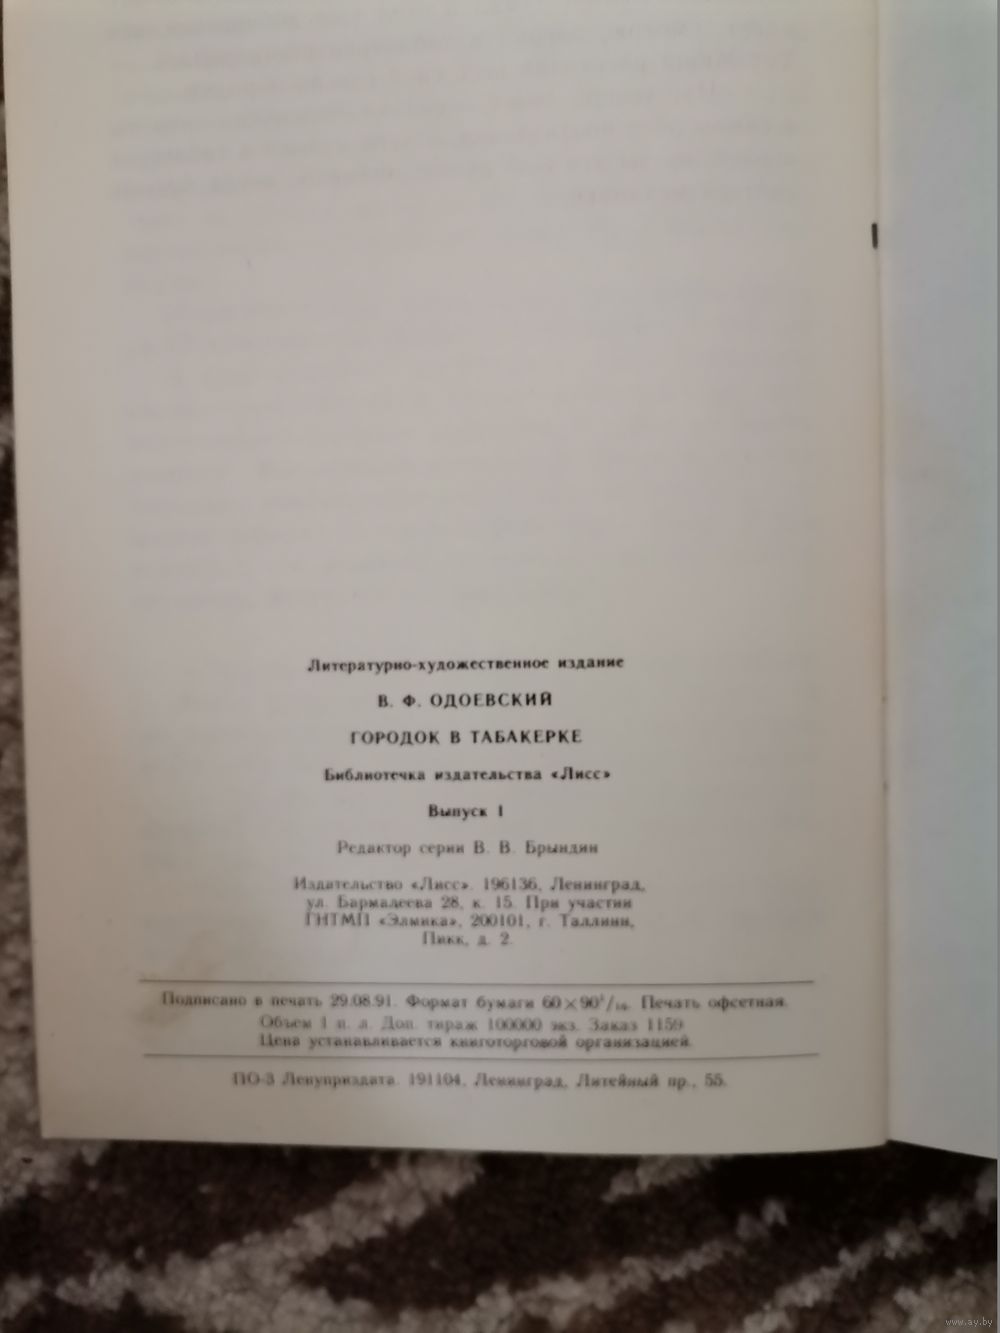 Литературно-художественное издание
В. Ф. ОДОЕВСКИЙ
ГОРОДОК В ТАБАКЕРКЕ
Библиотечка издательства «Лисс»
Выпуск 1
Редактор серии В. В. Брындин
Издательство «Лисс». 196136, Ленинград,
ул. Бармалеева 28, к. 15. При участии
ГНТМП «Элмика», 200101, г. Таллинн,
Пикк, д. 2.
Подписано в печать 29.08.91. Формат бумаги 60×90¹/₁₆. Печать офсетная.
Объем 1 п. л. Доп. тираж 100000 экз. Заказ 1159
Цена устанавливается книготорговой организацией.
ПО-3 Ленуприздата. 191104, Ленинград, Литейный пр., 55.
www.ay.by